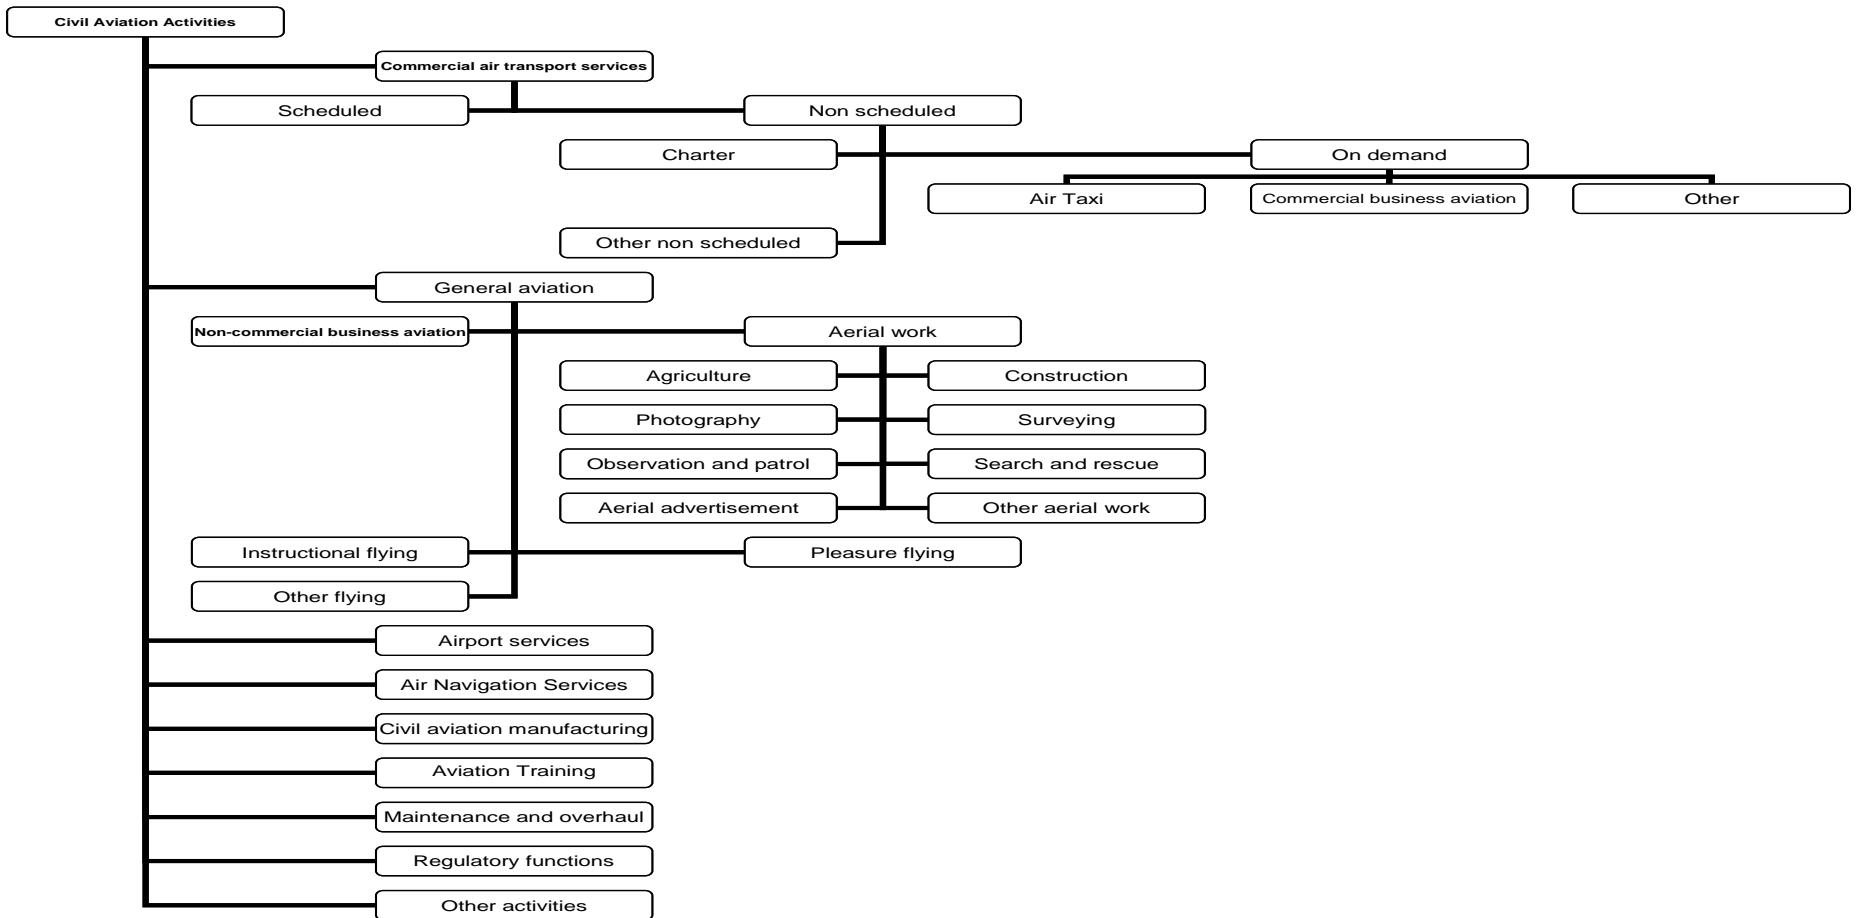 Civil Aviation Activities
Commercial air transport services
Scheduled
Non scheduled
Charter
On demand
Air Taxi
Commercial business aviation
Other
Other non scheduled
General aviation
Non-commercial business aviation
Aerial work
Agriculture
Construction
Photography
Surveying
Observation and patrol
Search and rescue
Aerial advertisement
Other aerial work
Instructional flying
Pleasure flying
Other flying
Airport services
Air Navigation Services
Civil aviation manufacturing
Aviation Training
Maintenance and overhaul
Regulatory functions
Other activities